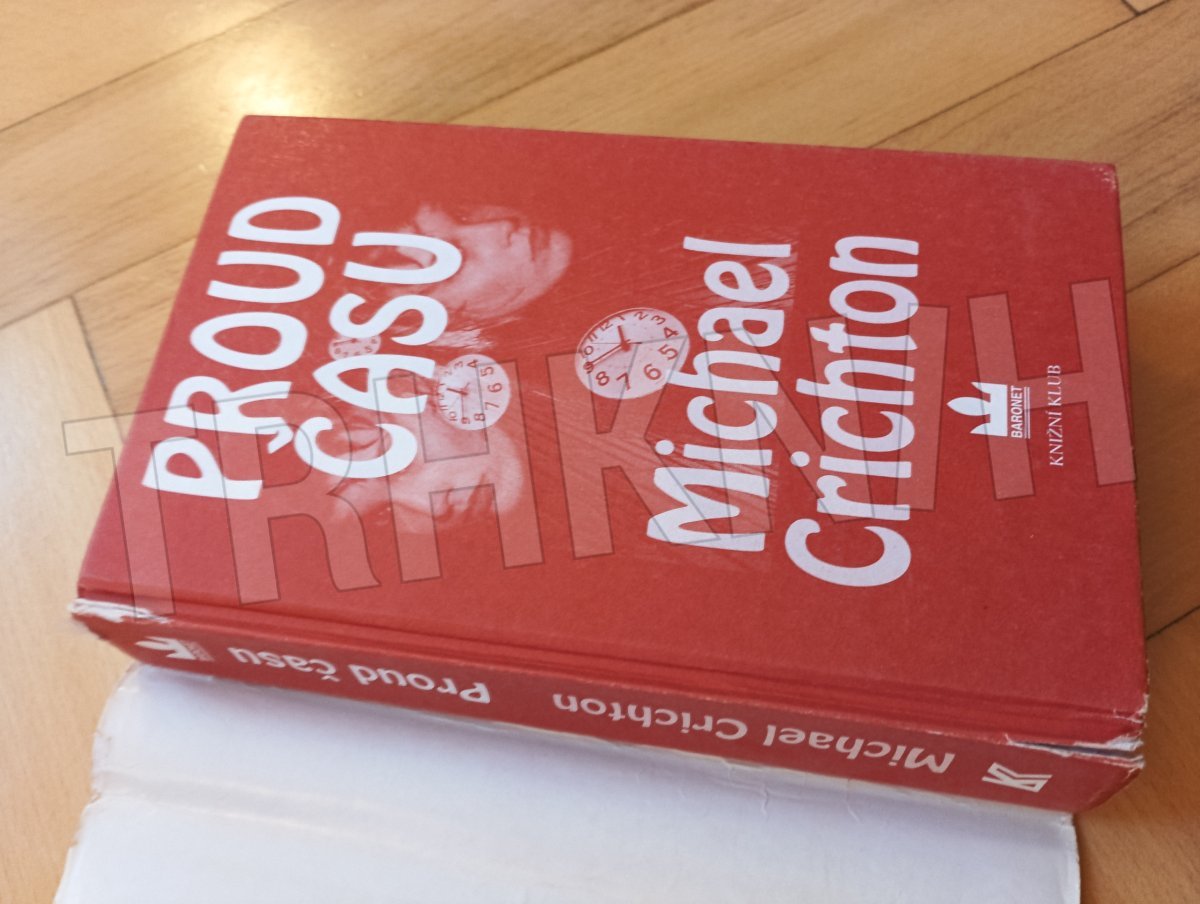 PROUD
ČASU
Michael
Crichton
BARONET
KNIŽNÍ KLUB
Michael Crichton Proud času
TRHKNIH